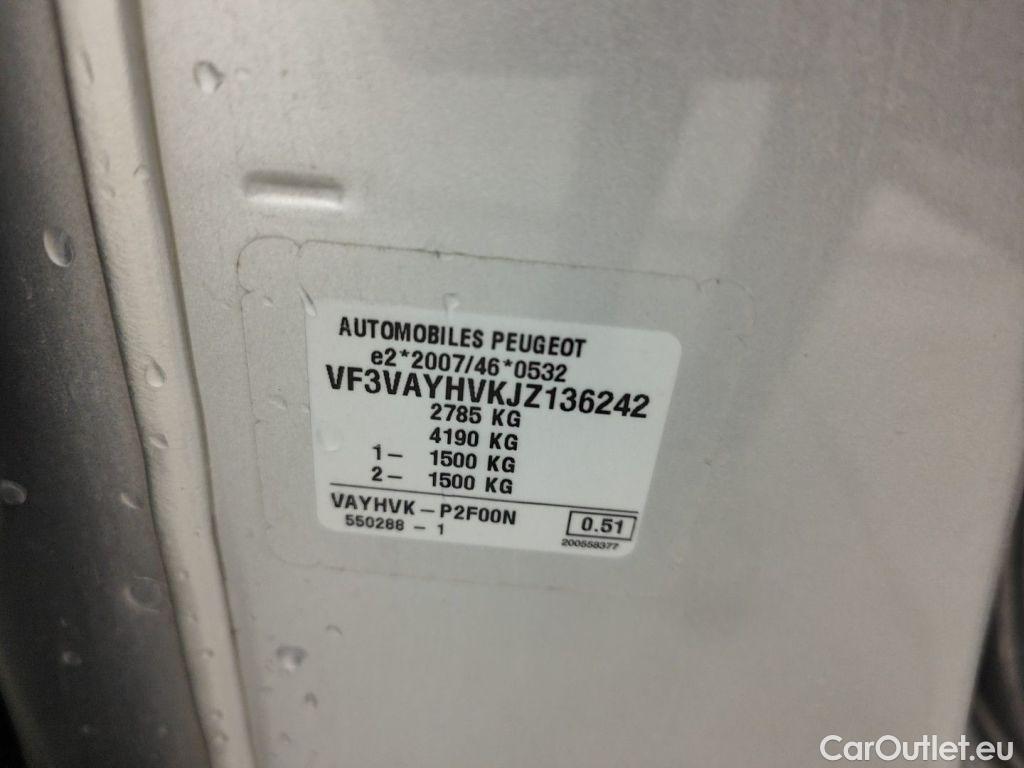 AUTOMOBILES PEUGEOT
e2*2007/46*0532
VF3VAYHVKJZ136242
2785 KG
4190 KG
1- 1500 KG
2- 1500 KG
VAYHVK-P2F00N
0.51
550288-1
200558377
CarOutlet.eu